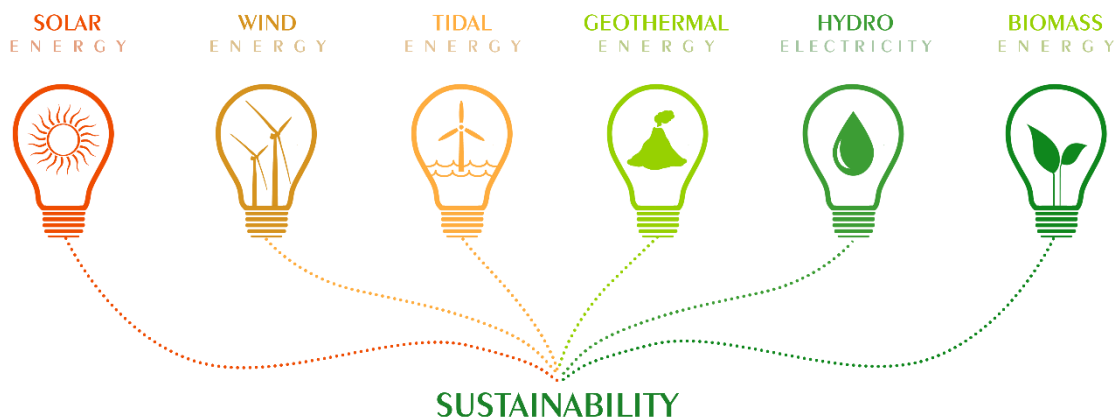 SOLAR
ENERGY
WIND
ENERGY
TIDAL
ENERGY
GEOTHERMAL
ENERGY
HYDRO
ELECTRICITY
BIOMASS
ENERGY
SUSTAINABILITY